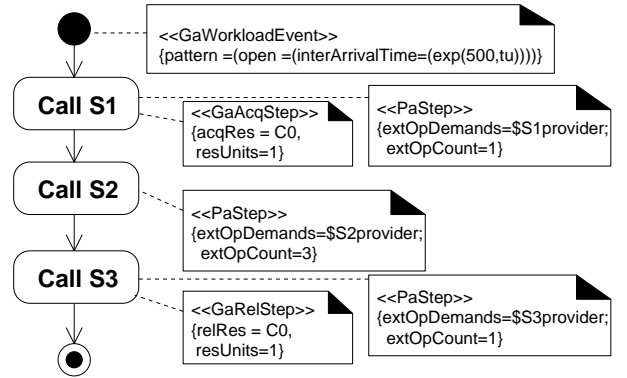 <<GaWorkloadEvent>>
{pattern =(open =(interArrivalTime=(exp(500,tu))))}
Call S1
<<GaAcqStep>>
{acqRes = C0,
resUnits=1}
<<PaStep>>
{extOpDemands=$S1provider;
extOpCount=1}
Call S2
<<PaStep>>
{extOpDemands=$S2provider;
extOpCount=3}
Call S3
<<GaRelStep>>
{relRes = C0,
resUnits=1}
<<PaStep>>
{extOpDemands=$S3provider;
extOpCount=1}